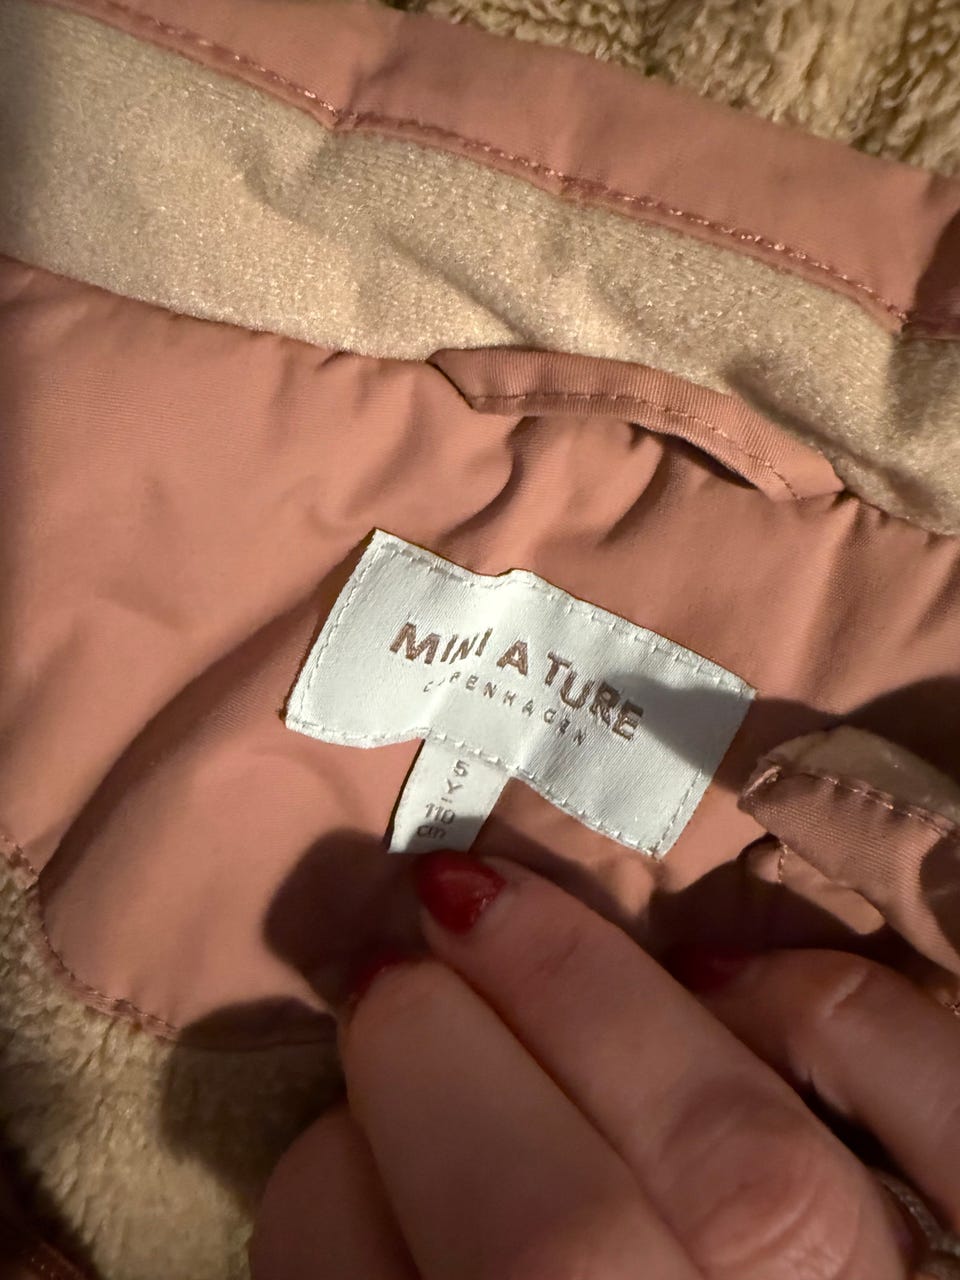 MINI A TURE
COPENHAGEN
5
Y-
110
cm